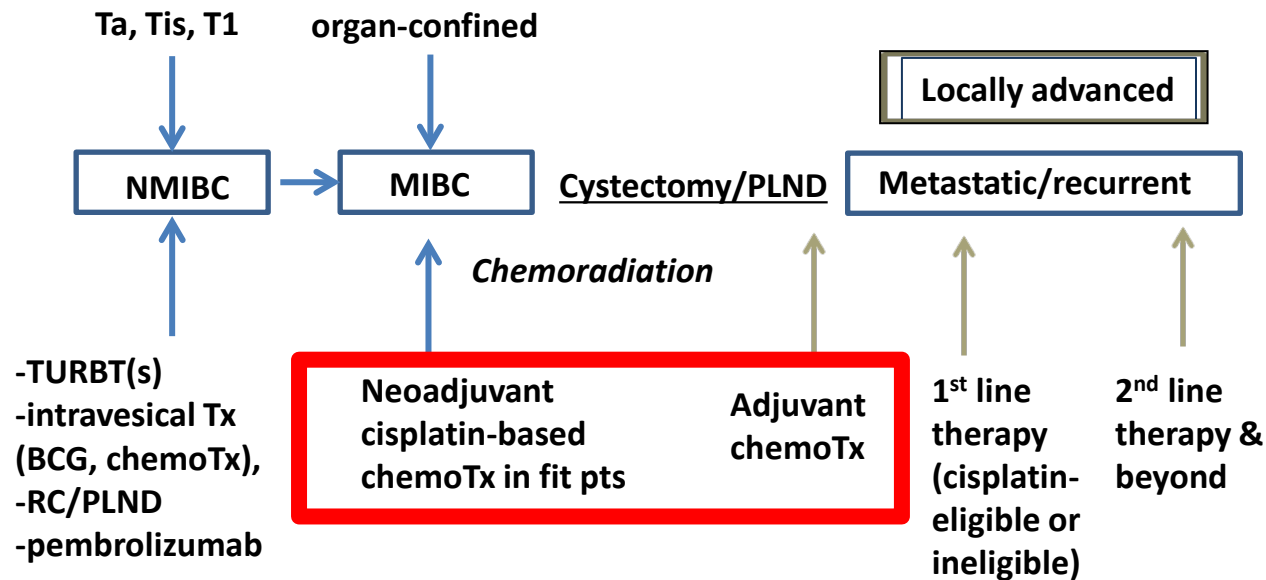 Ta, Tis, T1
organ-confined
Locally advanced
NMIBC
MIBC
Cystectomy/PLND
Metastatic/recurrent
Chemoradiation
-TURBT(s)
-intravesical Tx
(BCG, chemoTx),
-RC/PLND
-pembrolizumab
Neoadjuvant
cisplatin-based
chemoTx in fit pts
Adjuvant
chemoTx
1st line
therapy
(cisplatin-
eligible or
ineligible)
2nd line
therapy &
beyond